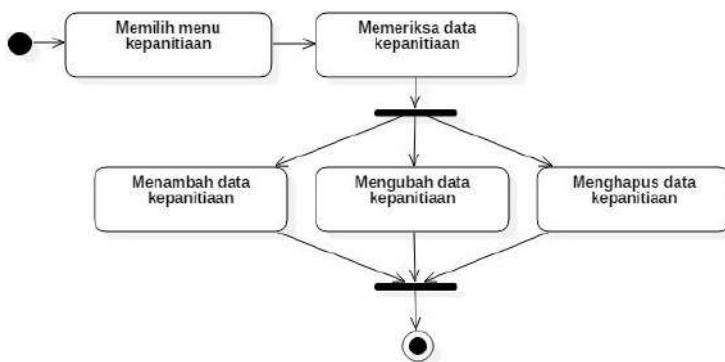 Memilih menu
kepanitiaan
Memeriksa data
kepanitiaan
Menambah data
kepanitiaan
Mengubah data
kepanitiaan
Menghapus data
kepanitiaan